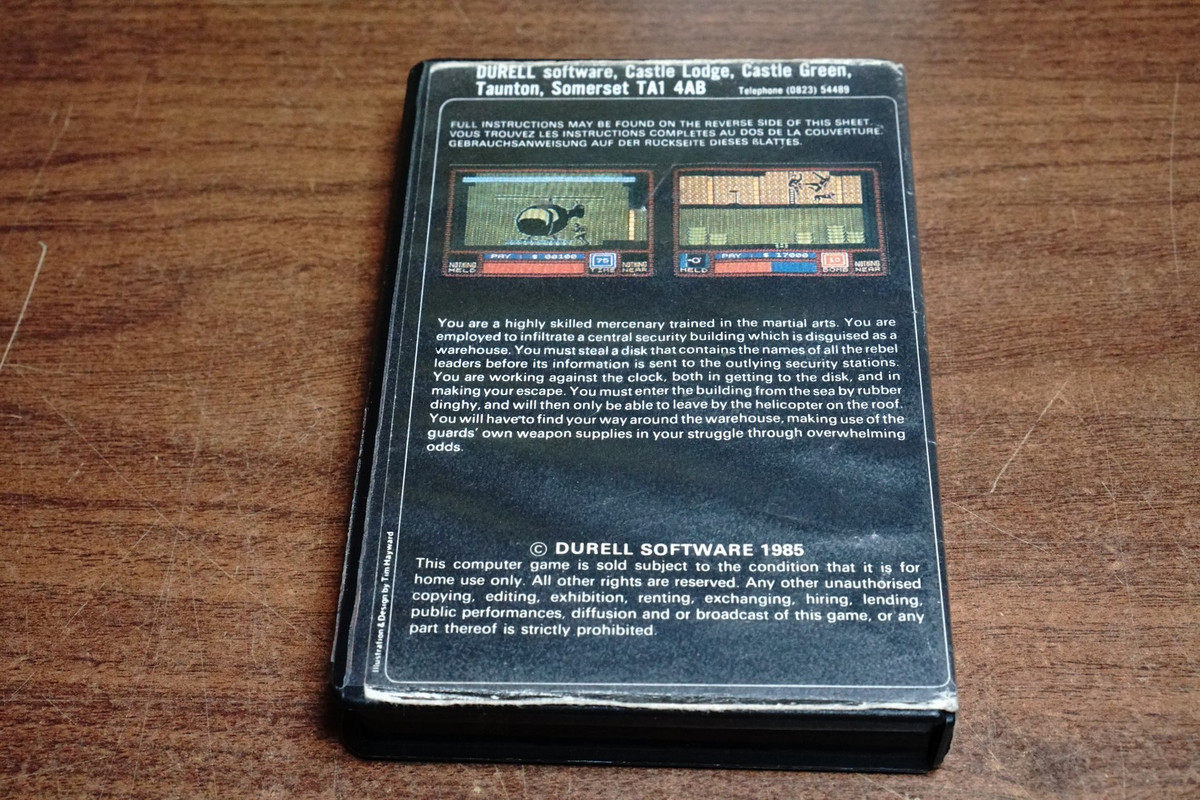 DURELL software, Castle Lodge, Castle Green,
Taunton, Somerset TA1 4AB Telephone (0823) 54489
FULL INSTRUCTIONS MAY BE FOUND ON THE REVERSE SIDE OF THIS SHEET.
VOUS TROUVEZ LES INSTRUCTIONS COMPLETES AU DOS DE LA COUVERTURE.
GEBRAUCHSANWEISUNG AUF DER RUCKSEITE DIESES BLATTES.
PAY : $ 00100 75
NOTHING HELD TIME NOTHING NEAR
PAY : $ 17000 10
HELD BOMB NOTHING NEAR
You are a highly skilled mercenary trained in the martial arts. You are
employed to infiltrate a central security building which is disguised as a
warehouse. You must steal a disk that contains the names of all the rebel
leaders before its information is sent to the outlying security stations.
You are working against the clock, both in getting to the disk, and in
making your escape. You must enter the building from the sea by rubber
dinghy, and will then only be able to leave by the helicopter on the roof.
You will have to find your way around the warehouse, making use of the
guards' own weapon supplies in your struggle through overwhelming
odds.
© DURELL SOFTWARE 1985
This computer game is sold subject to the condition that it is for
home use only. All other rights are reserved. Any other unauthorised
copying, editing, exhibition, renting, exchanging, hiring, lending,
public performances, diffusion and or broadcast of this game, or any
part thereof is strictly prohibited.
Illustration & Design by Tim Hayward